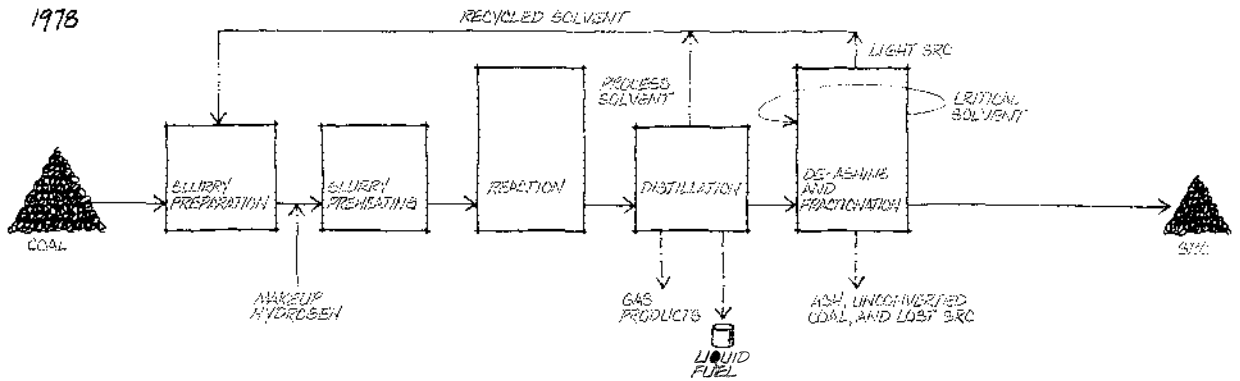 1978
RECYCLED SOLVENT
LIGHT SRC
PROCESS
SOLVENT
CRITICAL
SOLVENT
SLURRY
PREPARATION
SLURRY
PREHEATING
REACTION
DISTILLATION
DE-ASHING
AND
FRACTIONATION
COAL
SRC
MAKEUP
HYDROGEN
GAS
PRODUCTS
LIQUID
FUEL
ASH, UNCONVERTED
COAL, AND LOST SRC